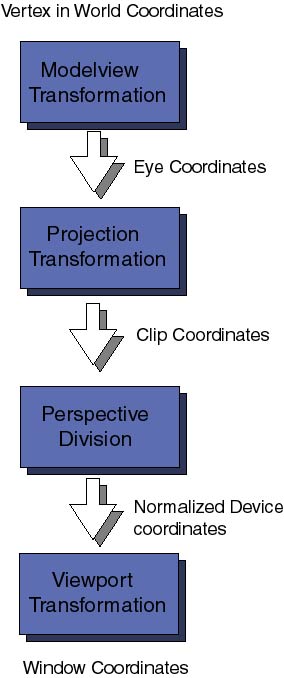 Vertex in World Coordinates
Modelview
Transformation
Eye Coordinates
Projection
Transformation
Clip Coordinates
Perspective
Division
Normalized Device
coordinates
Viewport
Transformation
Window Coordinates